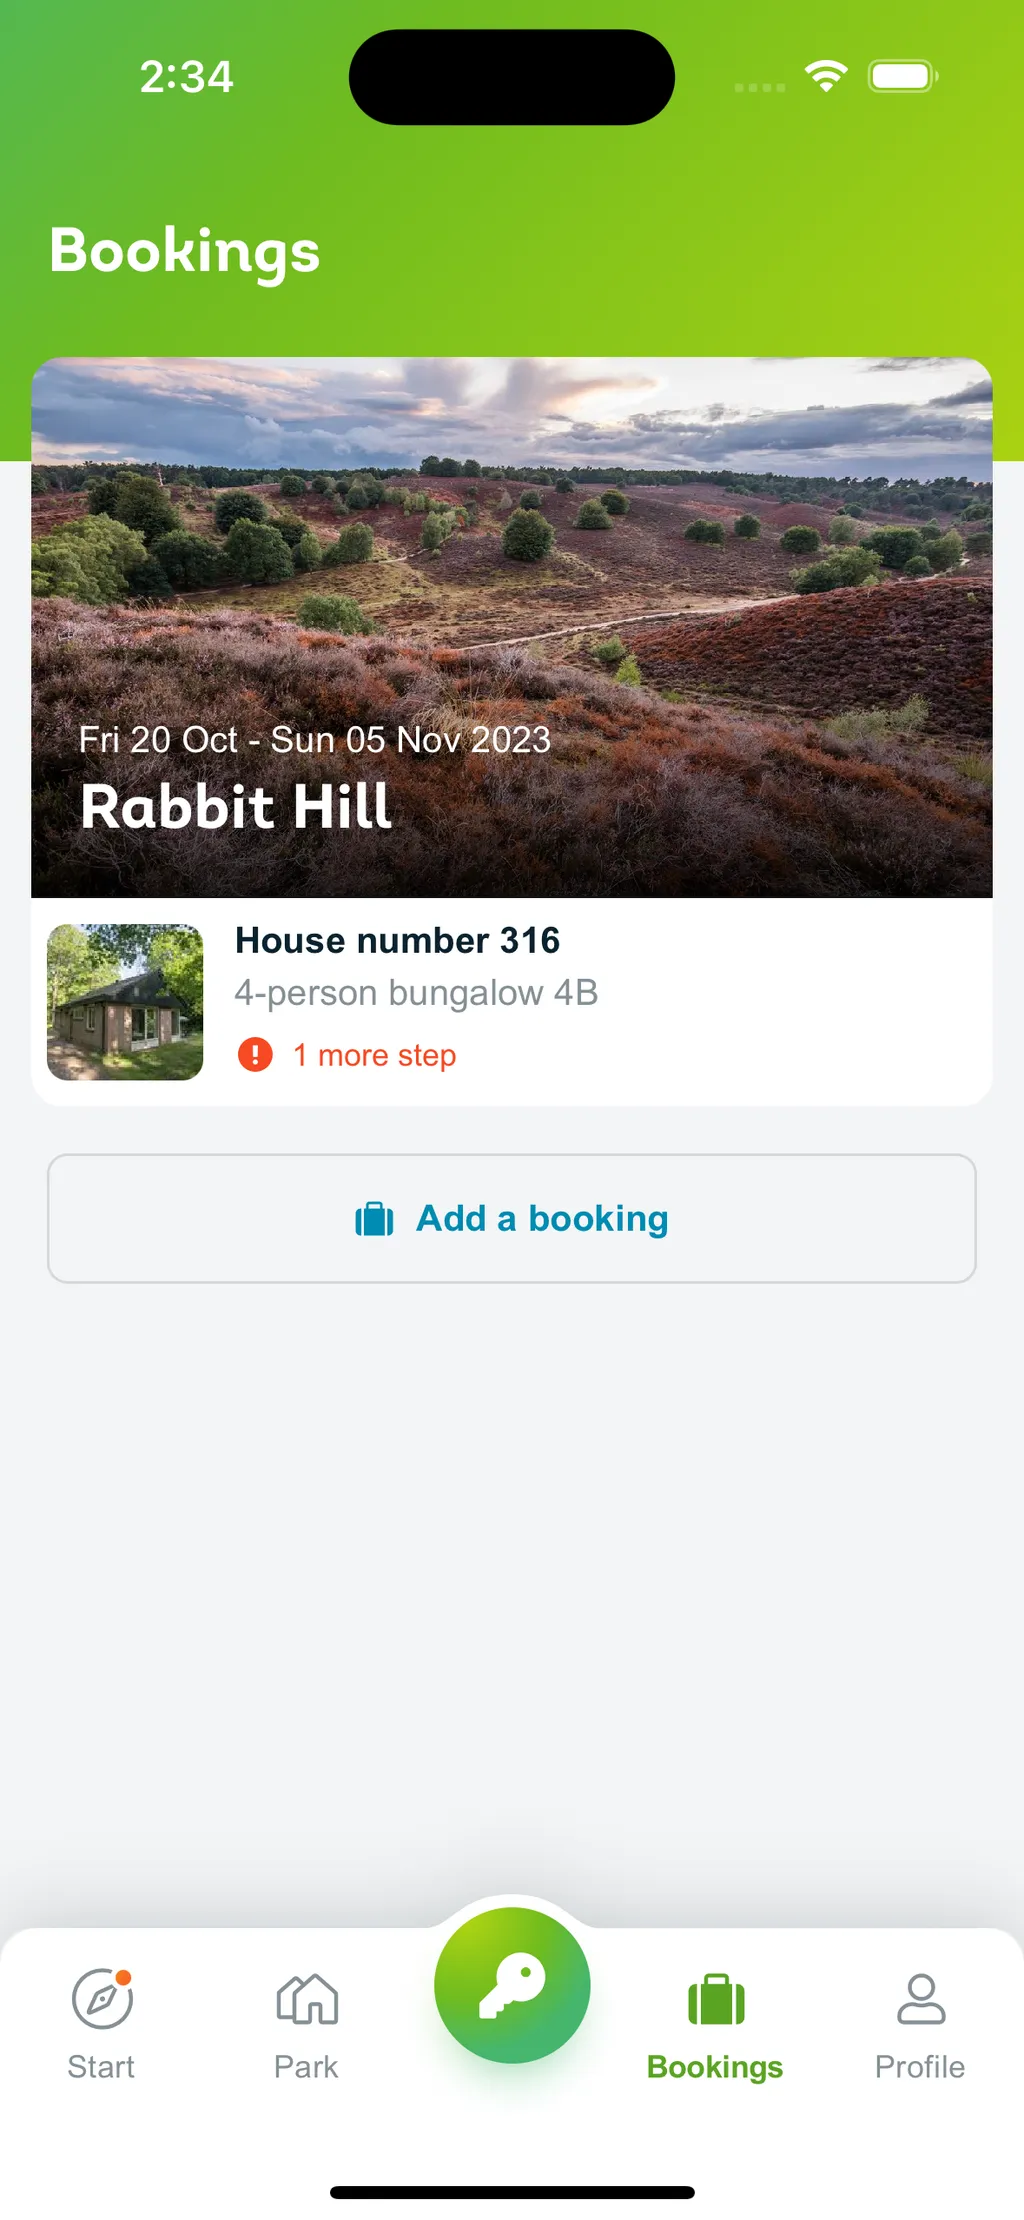 2:34
Bookings
Fri 20 Oct - Sun 05 Nov 2023
Rabbit Hill
House number 316
4-person bungalow 4B
1 more step
Add a booking
Start
Park
Bookings
Profile